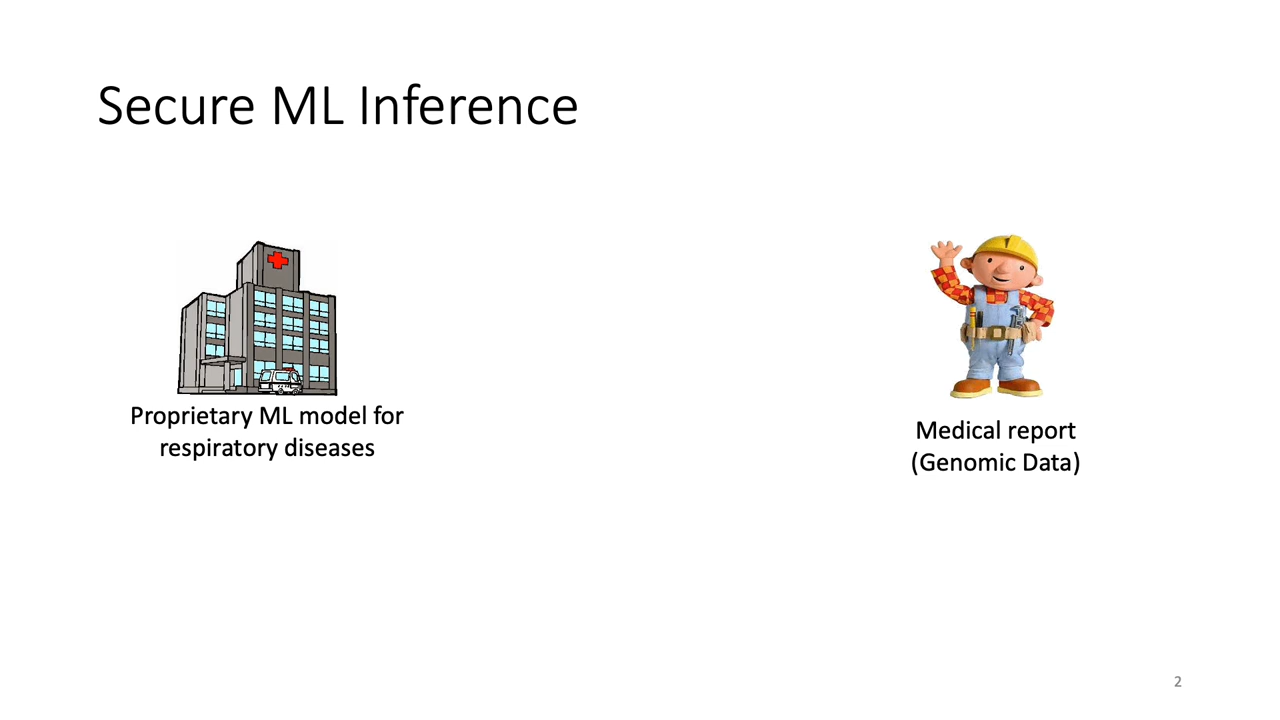 Secure ML Inference
Proprietary ML model for
respiratory diseases
Medical report
(Genomic Data)
2